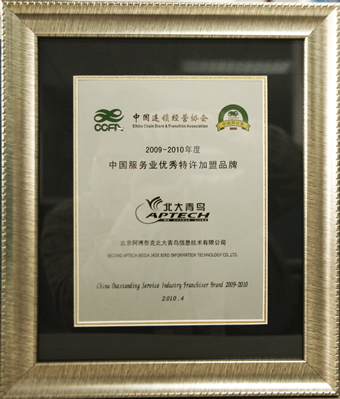 CCFA
中国连锁经营协会
China Chain Store & Franchise Association
2009-2010年度
中国服务业优秀特许加盟品牌
北大青鸟
APTECH
北京阿博泰克北大青鸟信息技术有限公司
BEIJING APTECH BEIDA JADE BIRD INFORMATION TECHNOLOGY CO.,LTD.
China Outstanding Service Industry Franchiser Brand 2009-2010
2010.4